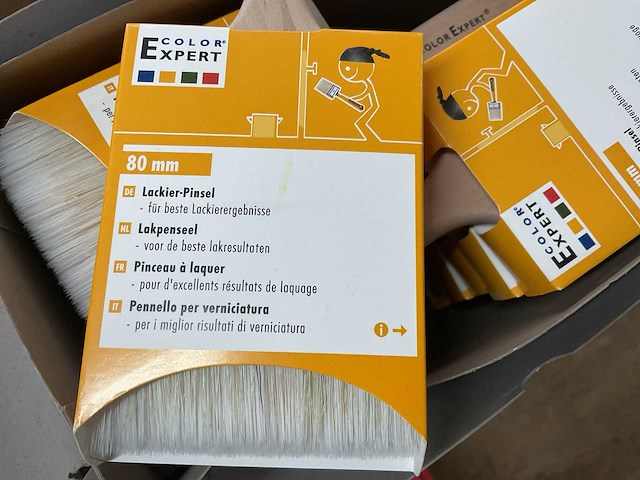 COLOR®
EXPERT
80 mm
DE Lackier-Pinsel
- für beste Lackierergebnisse
NL Lakpenseel
- voor de beste lakresultaten
FR Pinceau à laquer
- pour d'excellents résultats de laquage
IT Pennello per verniciatura
- per i miglior risultati di verniciatura
i
COLOR EXPERT®
COLOR®
EXPERT